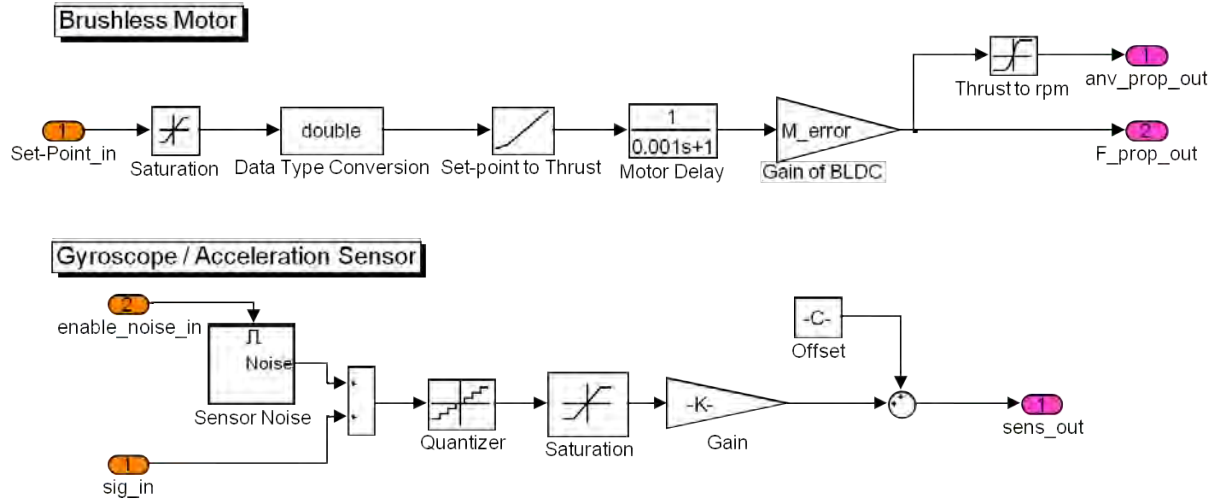 Brushless Motor
1
Set-Point_in
Saturation
double
Data Type Conversion
Set-point to Thrust
1
0.001s+1
Motor Delay
M_error
Gain of BLDC
Thrust to rpm
1
anv_prop_out
2
F_prop_out
Gyroscope / Acceleration Sensor
2
enable_noise_in
Noise
Sensor Noise
1
sig_in
Quantizer
Saturation
-K-
Gain
-C-
Offset
1
sens_out